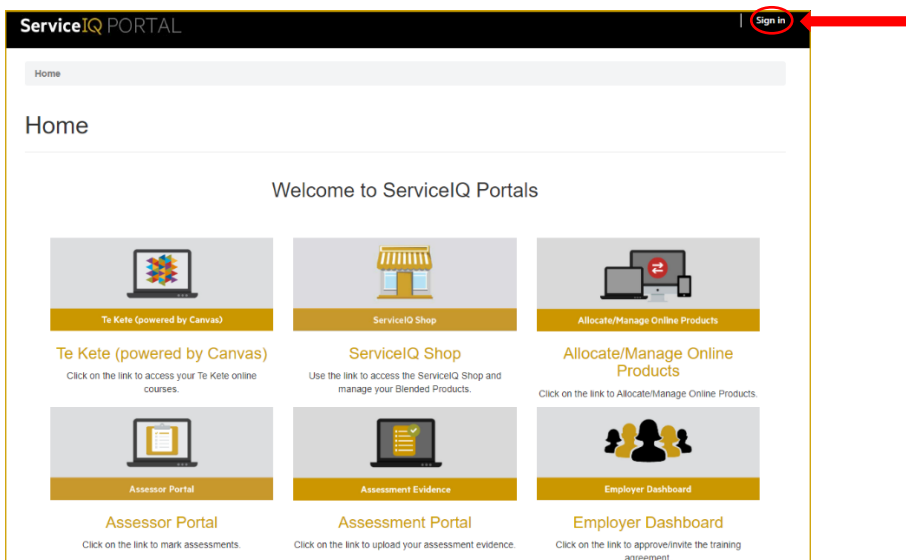 ServiceIQ PORTAL
Sign in
Home
Home
Welcome to ServiceIQ Portals
Te Kete (powered by Canvas)
ServiceIQ Shop
Allocate/Manage Online Products
Te Kete (powered by Canvas)
Click on the link to access your Te Kete online
courses.
ServiceIQ Shop
Use the link to access the ServiceIQ Shop and
manage your Blended Products.
Allocate/Manage Online
Products
Click on the link to Allocate/Manage Online Products.
Assessor Portal
Assessment Evidence
Employer Dashboard
Assessor Portal
Click on the link to mark assessments.
Assessment Portal
Click on the link to upload your assessment evidence.
Employer Dashboard
Click on the link to approve/invite the training
agreement